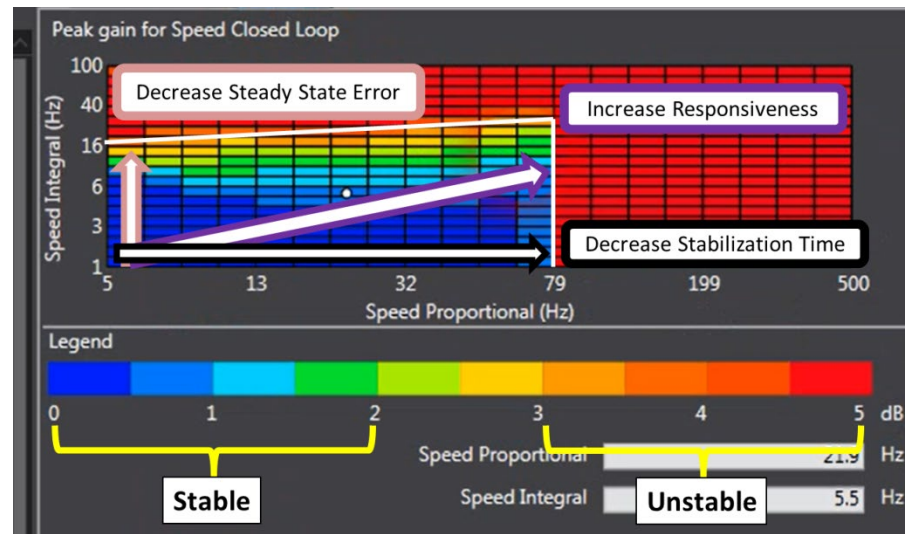 Peak gain for Speed Closed Loop
100
40
16
6
3
1
Speed Integral (Hz)
Decrease Steady State Error
Increase Responsiveness
Decrease Stabilization Time
5 13 32 79 199 500
Speed Proportional (Hz)
Legend
0 1 2 3 4 5 dB
Speed Proportional 21.9 Hz
Speed Integral 5.5 Hz
Stable
Unstable